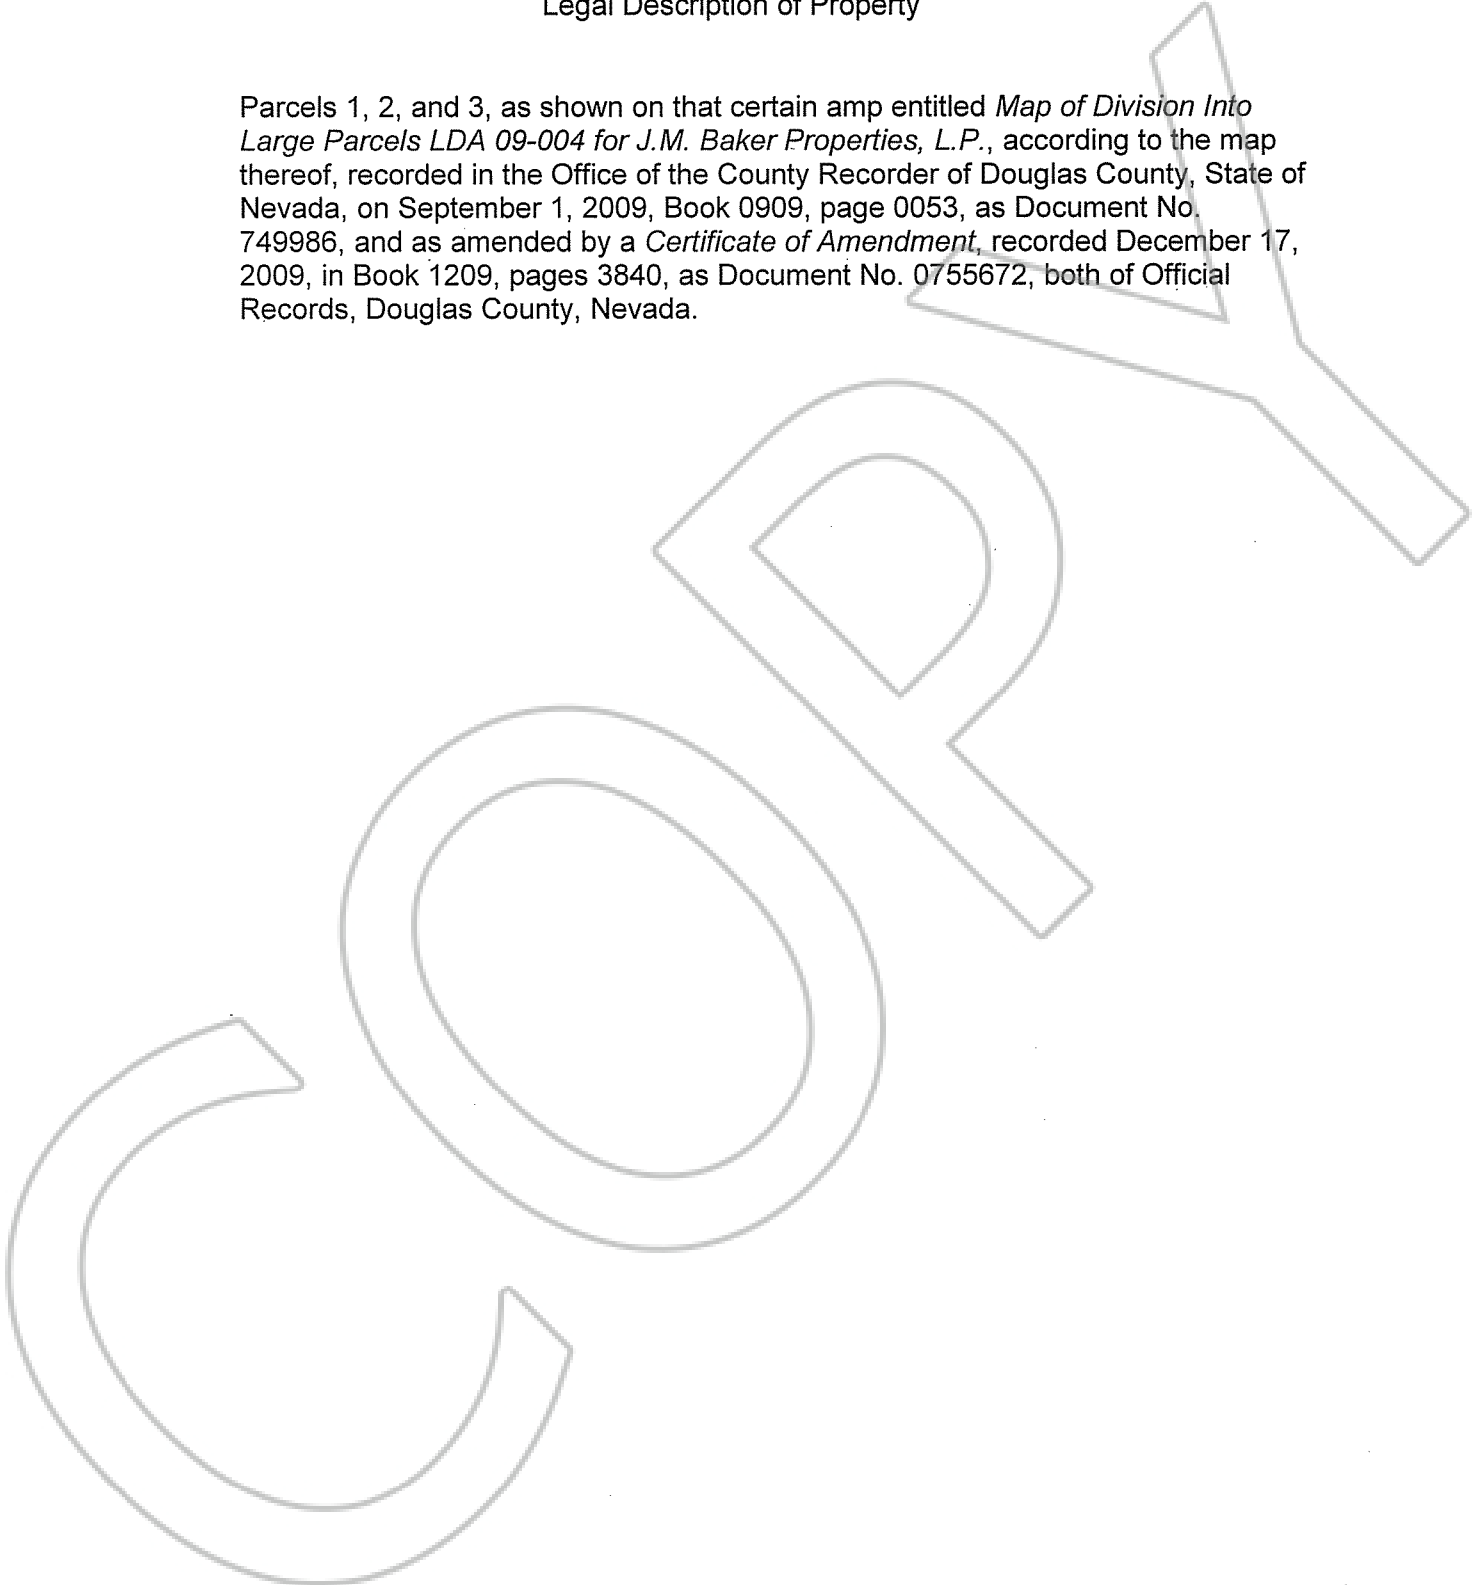 Legal Description of Property
Parcels 1, 2, and 3, as shown on that certain amp entitled Map of Division Into
Large Parcels LDA 09-004 for J.M. Baker Properties, L.P., according to the map
thereof, recorded in the Office of the County Recorder of Douglas County, State of
Nevada, on September 1, 2009, Book 0909, page 0053, as Document No.
749986, and as amended by a Certificate of Amendment, recorded December 17,
2009, in Book 1209, pages 3840, as Document No. 0755672, both of Official
Records, Douglas County, Nevada.
COPY